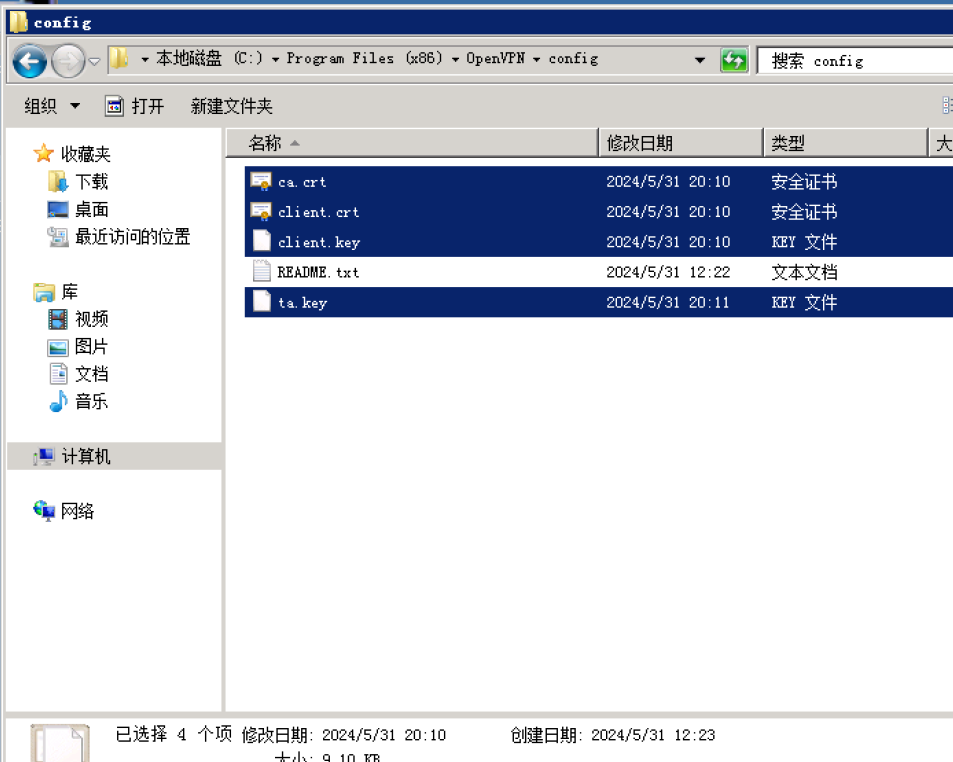 config
本地磁盘 (C:) Program Files (x86) OpenVPN config
搜索 config
组织 打开 新建文件夹
名称 修改日期 类型 大
收藏夹
下载
桌面
最近访问的位置
库
视频
图片
文档
音乐
计算机
网络
ca.crt 2024/5/31 20:10 安全证书
client.crt 2024/5/31 20:10 安全证书
client.key 2024/5/31 20:10 KEY 文件
README.txt 2024/5/31 12:22 文本文档
ta.key 2024/5/31 20:11 KEY 文件
已选择 4 个项 修改日期: 2024/5/31 20:10 创建日期: 2024/5/31 12:23
大小: 9.10 KB